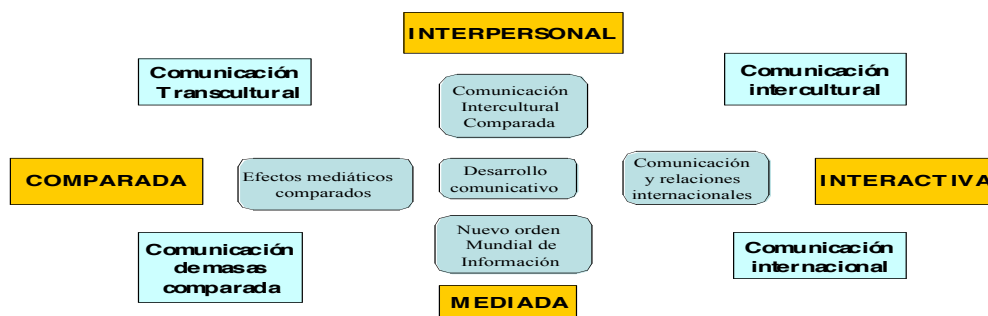 INTERPERSONAL
Comunicación
Transcultural
Comunicación
intercultural
Comunicación
Intercultural
Comparada
COMPARADA
Efectos mediáticos
comparados
Desarrollo
comunicativo
Comunicación
y relaciones
internacionales
INTERACTIVA
Comunicación
de masas
comparada
Nuevo orden
Mundial de
Información
Comunicación
internacional
MEDIADA